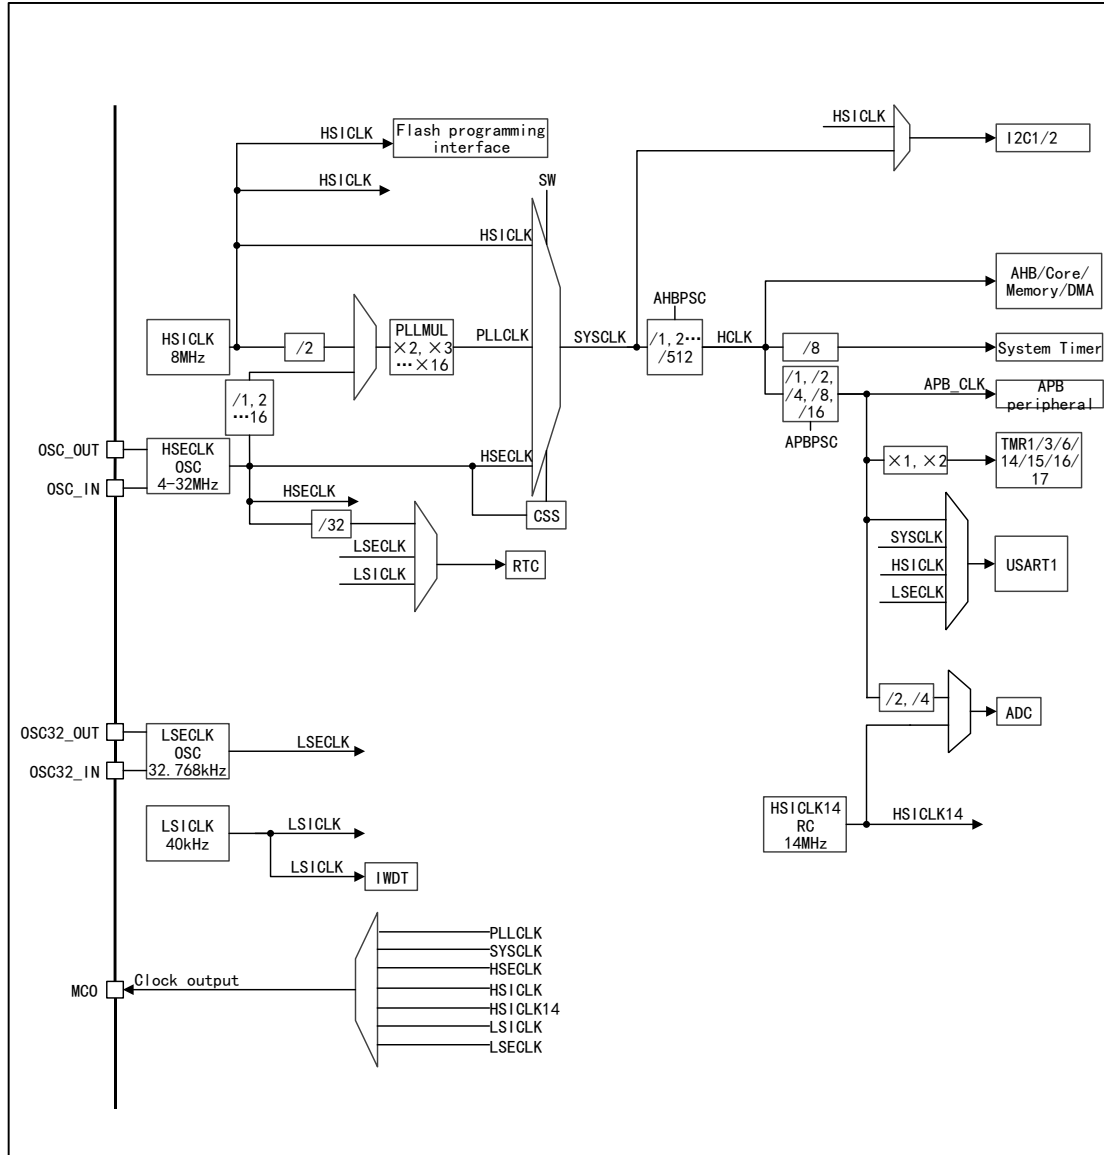 HSICLK
Flash programming
interface
HSICLK
HSICLK
I2C1/2
SW
HSICLK
HSICLK
8MHz
/2
PLLMUL
×2, ×3
…×16
PLLCLK
SYSCLK
AHBPSC
/1, 2…
/512
HCLK
AHB/Core/
Memory/DMA
/8
System Timer
/1, /2,
/4, /8,
/16
APBPSC
APB_CLK
APB
peripheral
/1, 2
…16
×1, ×2
TMR1/3/6/
14/15/16/
17
OSC_OUT
OSC_IN
HSECLK
OSC
4-32MHz
HSECLK
HSECLK
CSS
/32
LSECLK
LSICLK
RTC
SYSCLK
HSICLK
LSECLK
USART1
/2, /4
ADC
OSC32_OUT
OSC32_IN
LSECLK
OSC
32.768kHz
LSECLK
HSICLK14
RC
14MHz
HSICLK14
LSICLK
40kHz
LSICLK
LSICLK
IWDT
MCO
Clock output
PLLCLK
SYSCLK
HSECLK
HSICLK
HSICLK14
LSICLK
LSECLK